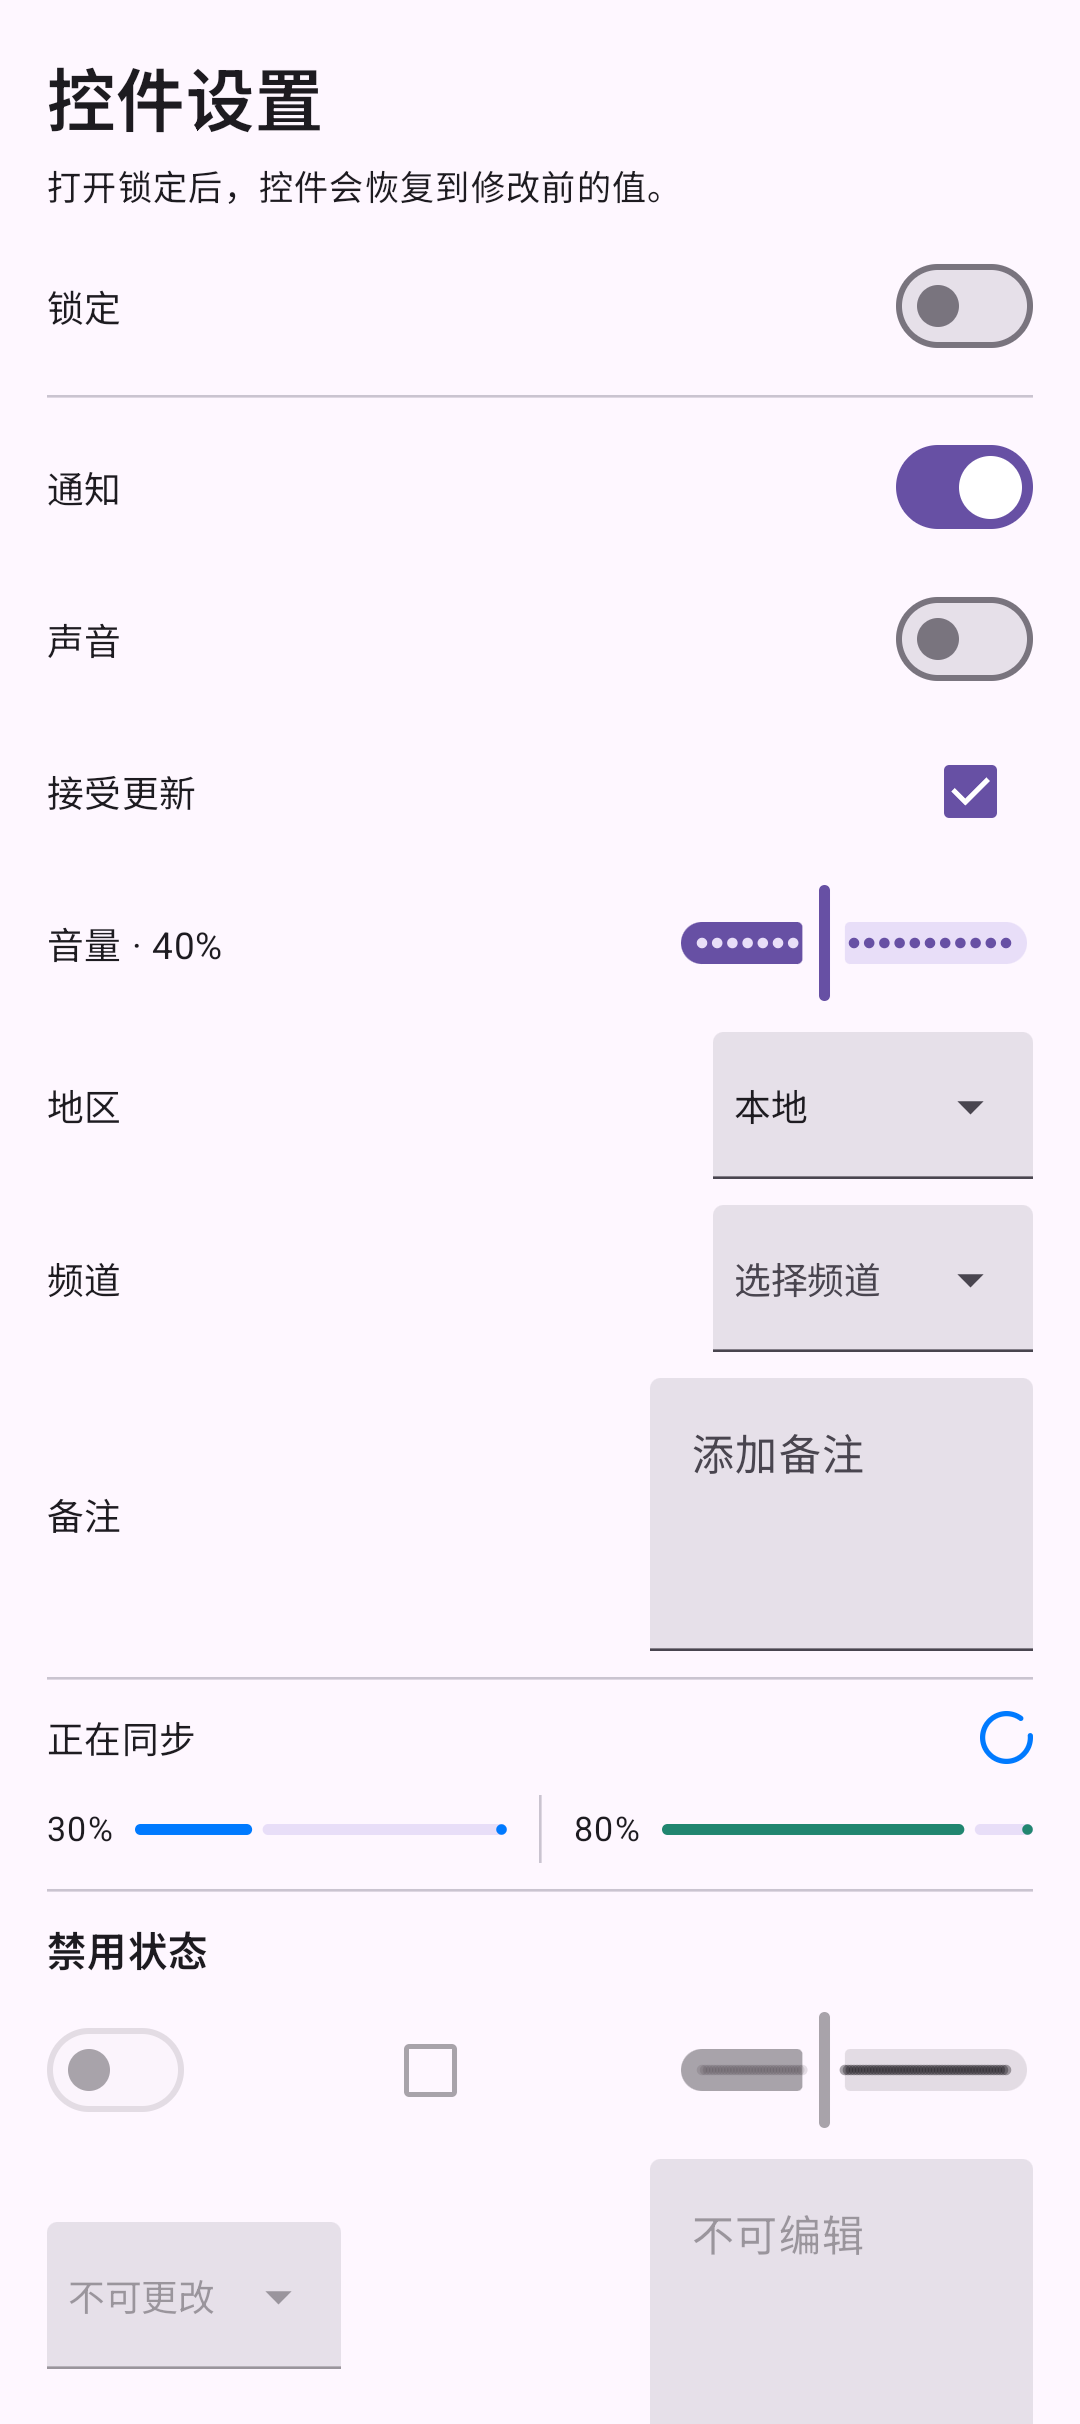 控件设置
打开锁定后，控件会恢复到修改前的值。
锁定
通知
声音
接受更新
音量 · 40%
地区
本地
频道
选择频道
添加备注
备注
正在同步
30%
80%
禁用状态
不可编辑
不可更改